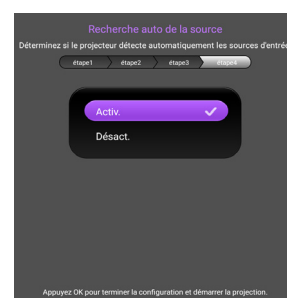 Recherche auto de la source
Déterminez si le projecteur détecte automatiquement les sources d'entrée
étape1 étape2 étape3 étape4
Activ.
Désact.
Appuyez OK pour terminer la configuration et démarrer la projection.